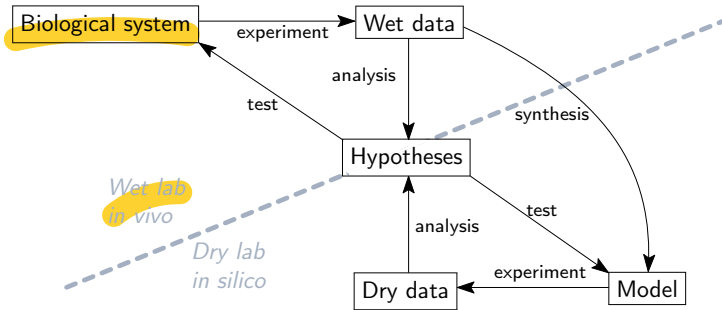 Biological system
experiment
Wet data
analysis
test
synthesis
Hypotheses
Wet lab
in vivo
test
analysis
Dry lab
in silico
experiment
Dry data
Model